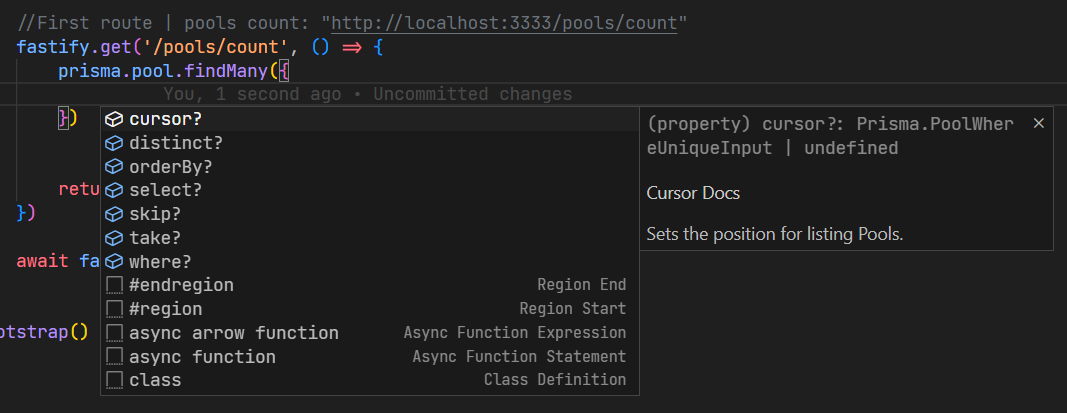 //First route | pools count: "http://localhost:3333/pools/count"
fastify.get('/pools/count', () => {
prisma.pool.findMany({
You, 1 second ago • Uncommitted changes
})
cursor?
distinct?
orderBy?
select?
skip?
take?
where?
#endregion Region End
#region Region Start
async arrow function Async Function Expression
async function Async Function Statement
class Class Definition
(property) cursor?: Prisma.PoolWher
eUniqueInput | undefined
×
Cursor Docs
Sets the position for listing Pools.
retu
})
await fa
otstrap()